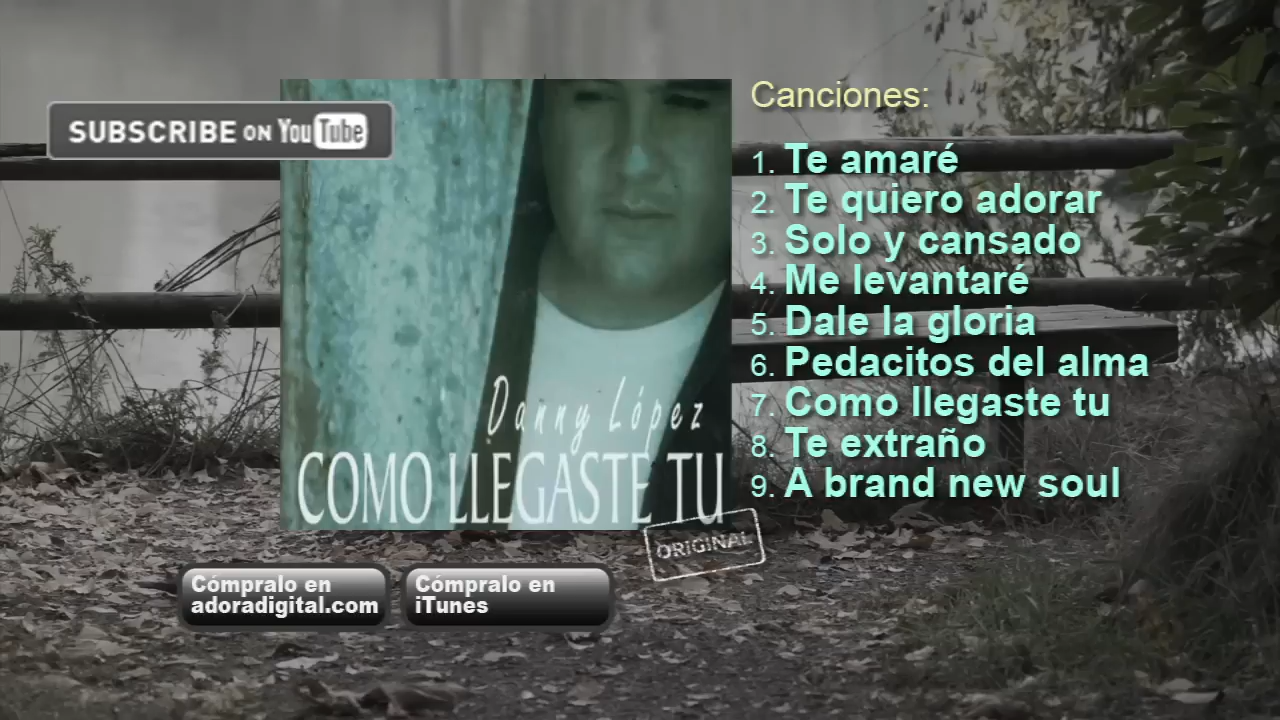 SUBSCRIBE ON YouTube
Danny López
COMO LLEGASTE TU
ORIGINAL
Cómpralo en
adoradigital.com
Cómpralo en
iTunes
Canciones:
1. Te amaré
2. Te quiero adorar
3. Solo y cansado
4. Me levantaré
5. Dale la gloria
6. Pedacitos del alma
7. Como llegaste tu
8. Te extraño
9. A brand new soul